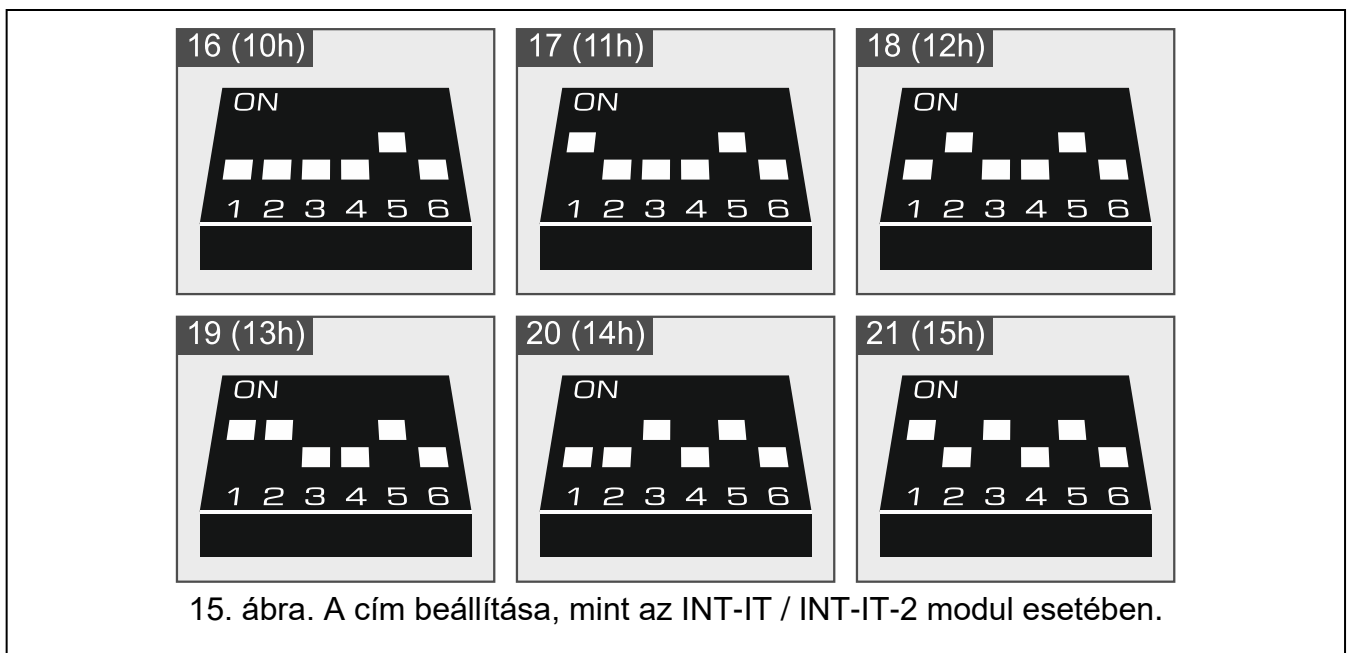 16 (10h)
ON
1 2 3 4 5 6
17 (11h)
ON
1 2 3 4 5 6
18 (12h)
ON
1 2 3 4 5 6
19 (13h)
ON
1 2 3 4 5 6
20 (14h)
ON
1 2 3 4 5 6
21 (15h)
ON
1 2 3 4 5 6
15. ábra. A cím beállítása, mint az INT-IT / INT-IT-2 modul esetében.